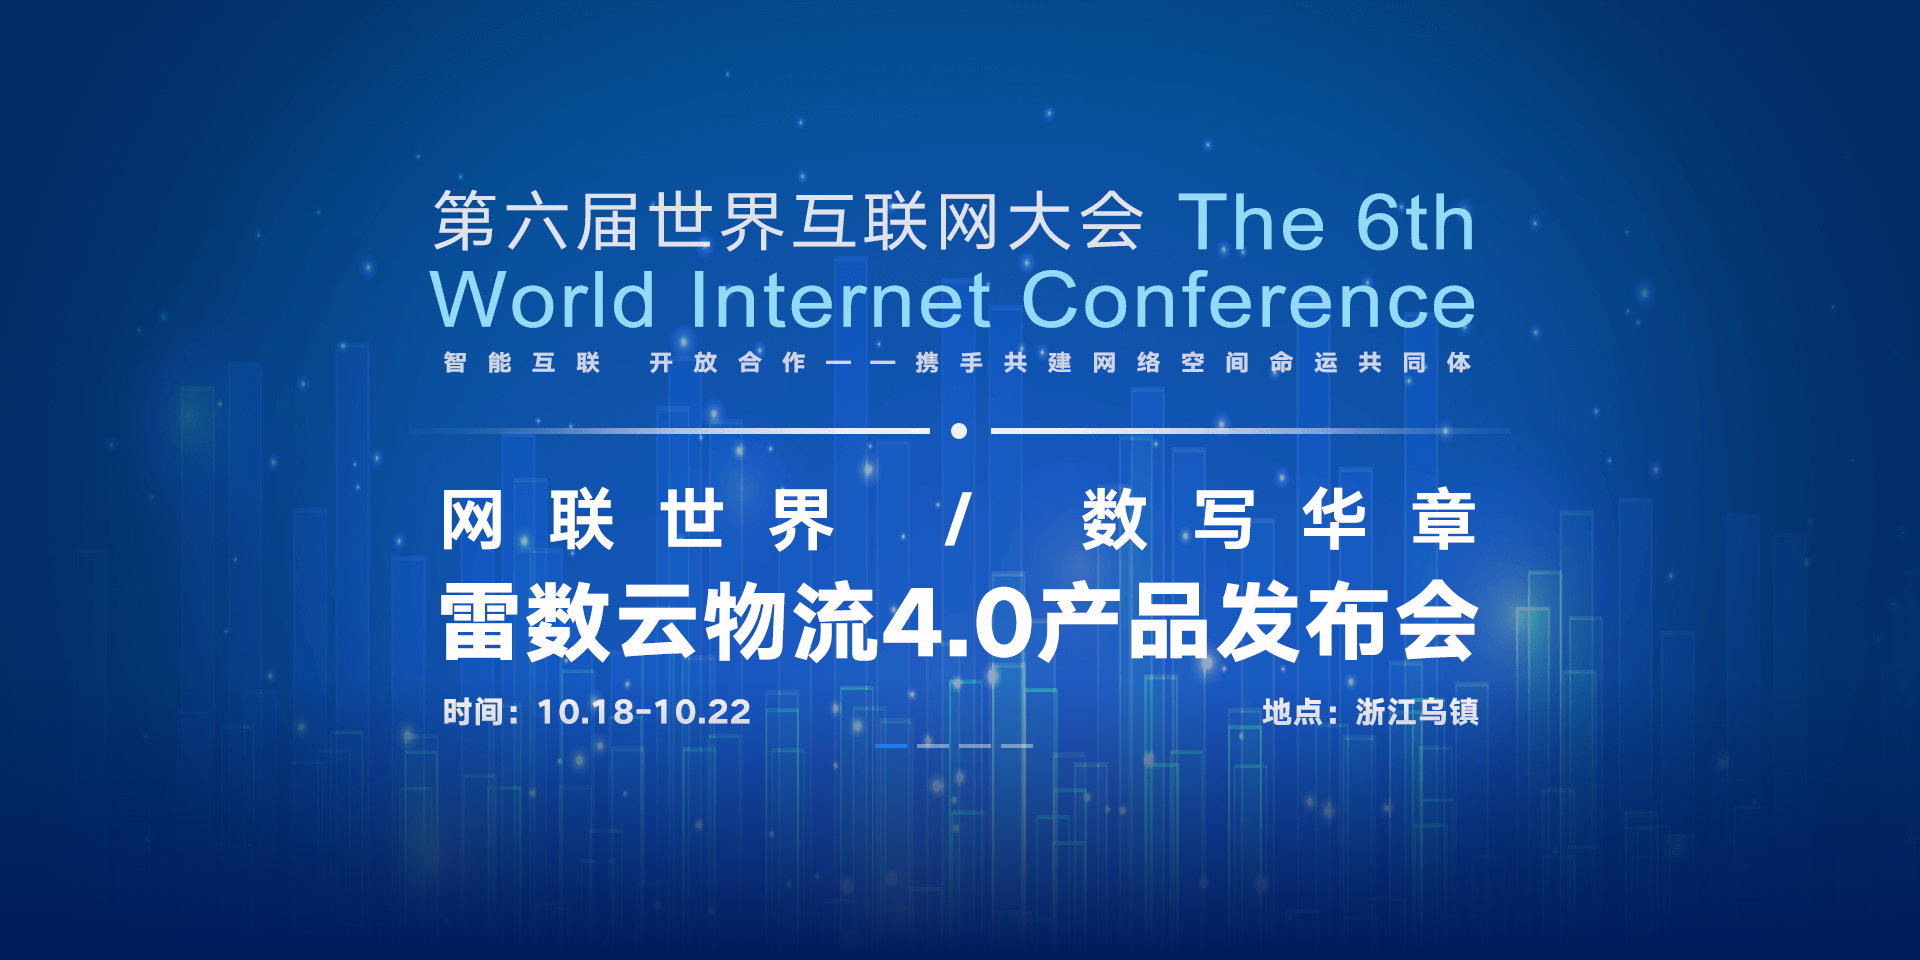 第六届世界互联网大会 The 6th
World Internet Conference
智能互联 开放合作——携手共建网络空间命运共同体
网联世界 / 数写华章
雷数云物流4.0产品发布会
时间：10.18-10.22 地点：浙江乌镇